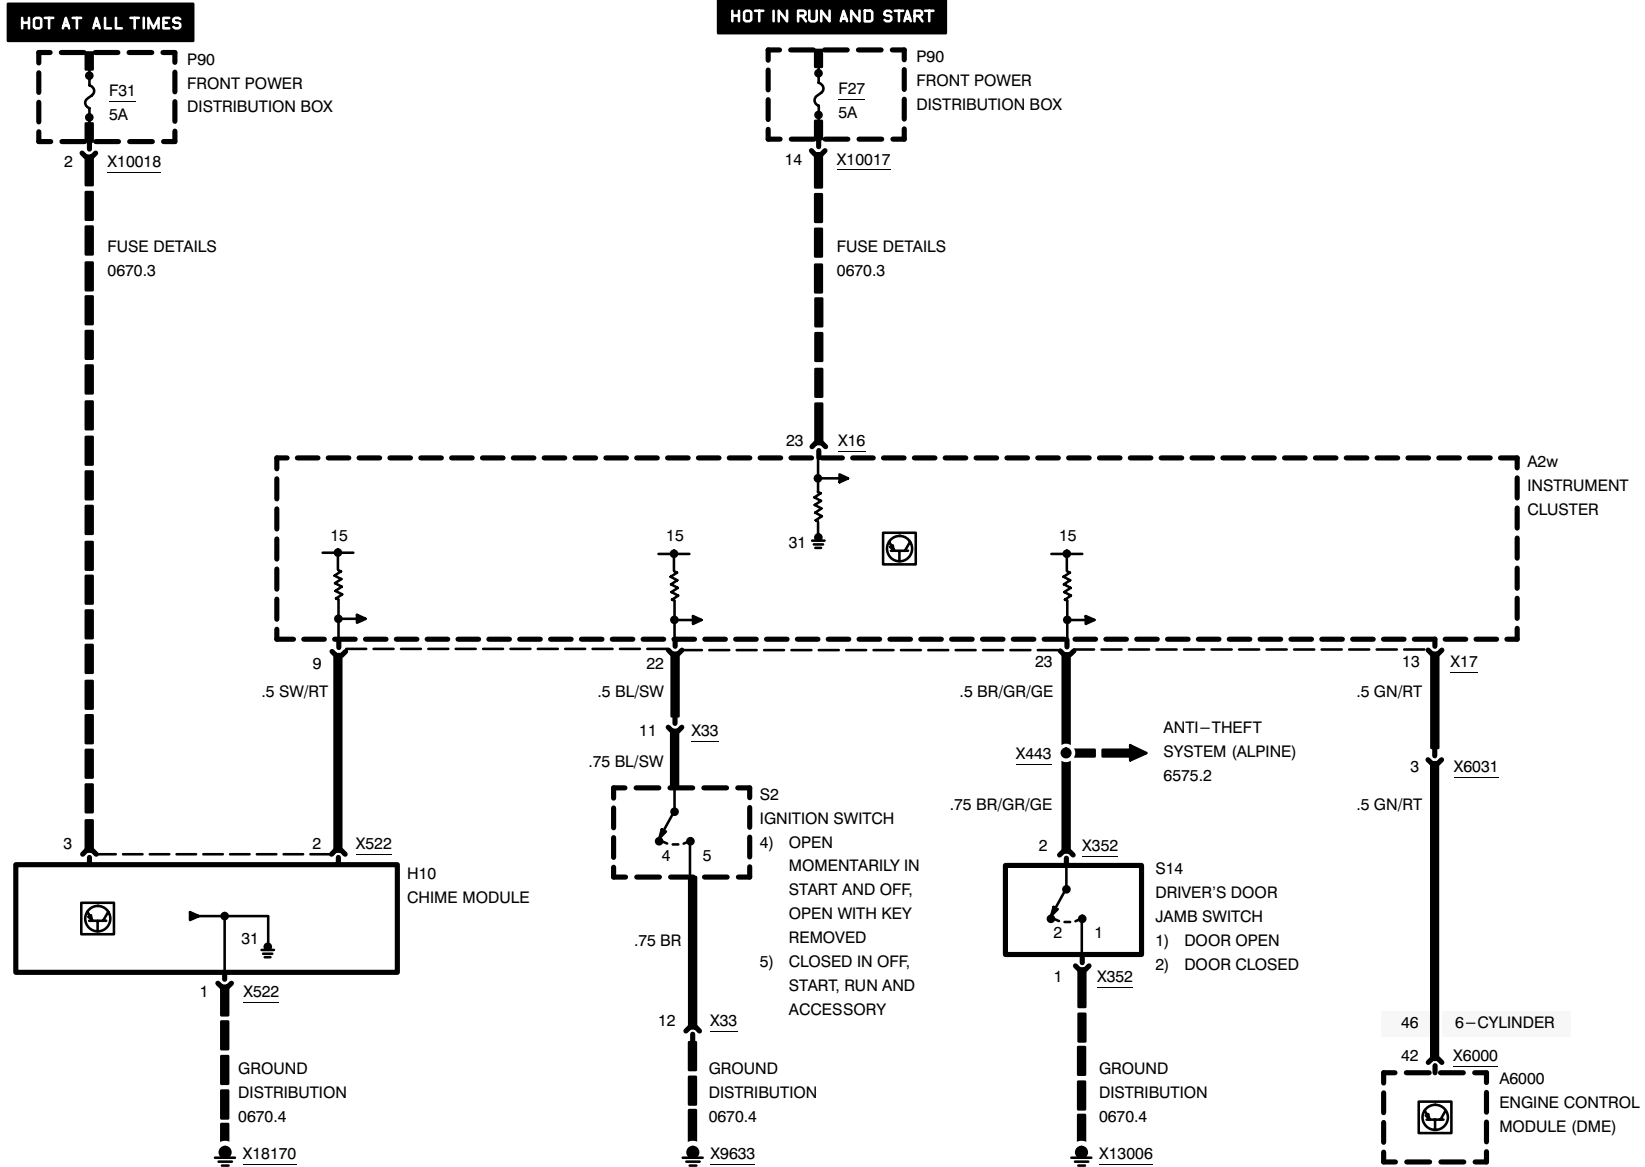 HOT AT ALL TIMES
HOT IN RUN AND START
P90
FRONT POWER
DISTRIBUTION BOX
F31
5A
2 X10018
FUSE DETAILS
0670.3
P90
FRONT POWER
DISTRIBUTION BOX
F27
5A
14 X10017
FUSE DETAILS
0670.3
23 X16
A2w
INSTRUMENT
CLUSTER
15
15
31
15
9
22
23
13 X17
.5 SW/RT
.5 BL/SW
.5 BR/GR/GE
.5 GN/RT
11 X33
.75 BL/SW
X443
ANTI–THEFT
SYSTEM (ALPINE)
6575.2
3 X6031
.75 BR/GR/GE
.5 GN/RT
3
2 X522
H10
CHIME MODULE
31
1 X522
GROUND
DISTRIBUTION
0670.4
X18170
S2
IGNITION SWITCH
4) OPEN
MOMENTARILY IN
START AND OFF,
OPEN WITH KEY
REMOVED
5) CLOSED IN OFF,
START, RUN AND
ACCESSORY
4 5
.75 BR
12 X33
GROUND
DISTRIBUTION
0670.4
X9633
2 X352
S14
DRIVER'S DOOR
JAMB SWITCH
1) DOOR OPEN
2) DOOR CLOSED
2 1
1 X352
GROUND
DISTRIBUTION
0670.4
X13006
46 6–CYLINDER
42 X6000
A6000
ENGINE CONTROL
MODULE (DME)